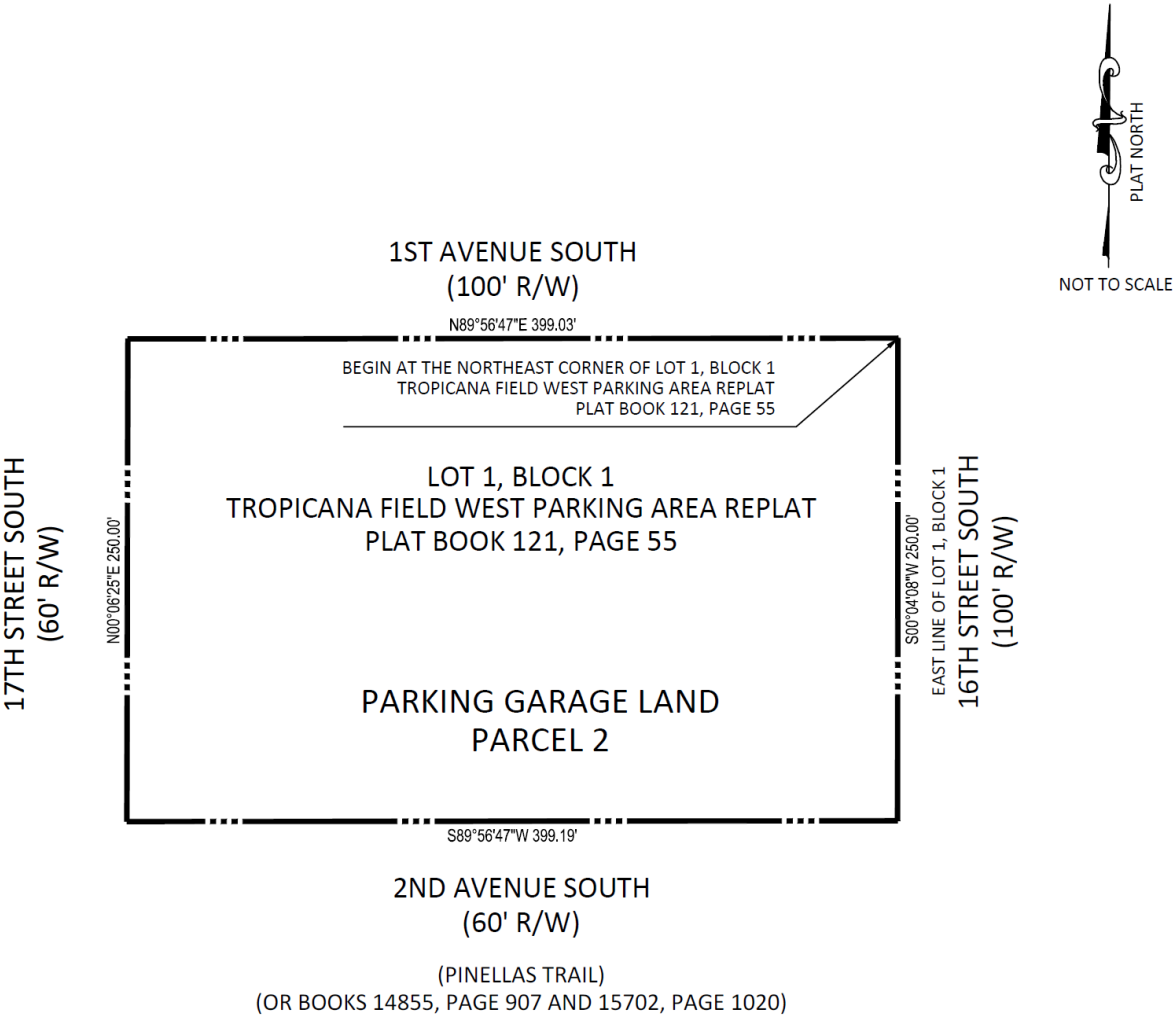 PLAT NORTH
NOT TO SCALE
1ST AVENUE SOUTH
(100' R/W)
N89°56'47"E 399.03'
BEGIN AT THE NORTHEAST CORNER OF LOT 1, BLOCK 1
TROPICANA FIELD WEST PARKING AREA REPLAT
PLAT BOOK 121, PAGE 55
LOT 1, BLOCK 1
TROPICANA FIELD WEST PARKING AREA REPLAT
PLAT BOOK 121, PAGE 55
17TH STREET SOUTH
(60' R/W)
N00°06'25"E 250.00'
S00°04'08"W 250.00'
EAST LINE OF LOT 1, BLOCK 1
16TH STREET SOUTH
(100' R/W)
PARKING GARAGE LAND
PARCEL 2
S89°56'47"W 399.19'
2ND AVENUE SOUTH
(60' R/W)
(PINELLAS TRAIL)
(OR BOOKS 14855, PAGE 907 AND 15702, PAGE 1020)